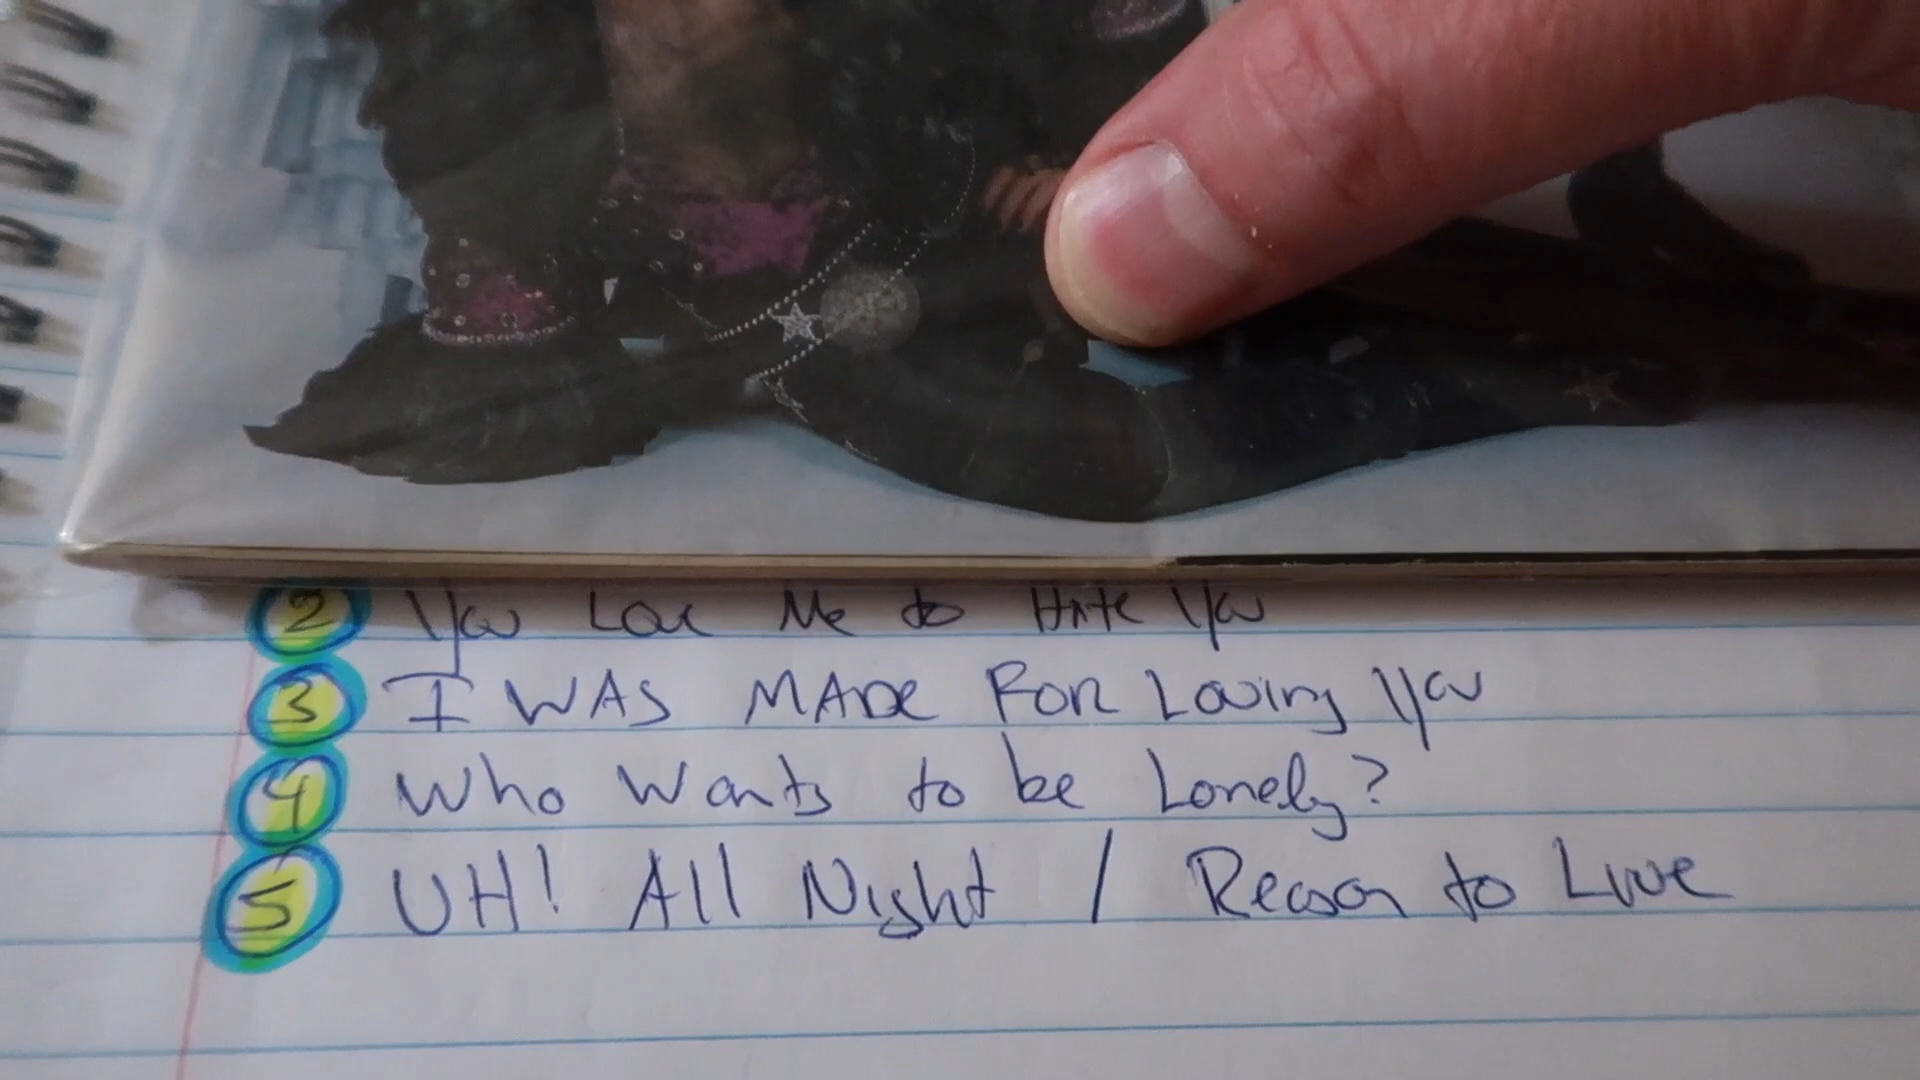 2 You Love Me to Hate You
3 I WAS MADE FOR Loving You
4 Who Wants to be Lonely?
5 UH! All Night / Reason to Live